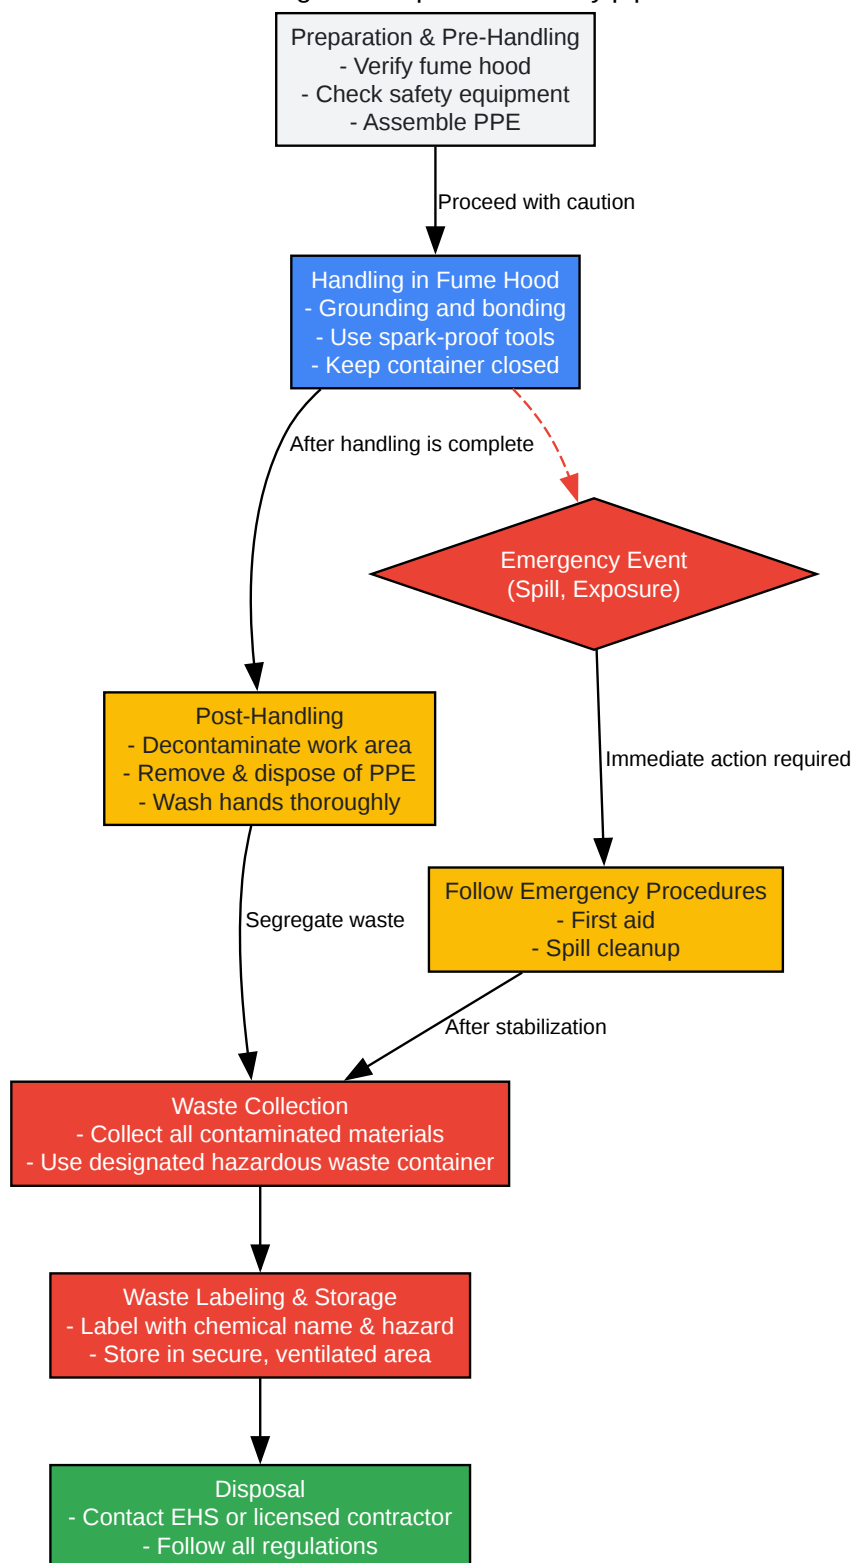 Preparation & Pre-Handling
- Verify fume hood
- Check safety equipment
- Assemble PPE
Proceed with caution
Handling in Fume Hood
- Grounding and bonding
- Use spark-proof tools
- Keep container closed
After handling is complete
Emergency Event
(Spill, Exposure)
Post-Handling
- Decontaminate work area
- Remove & dispose of PPE
- Wash hands thoroughly
Immediate action required
Follow Emergency Procedures
- First aid
- Spill cleanup
Segregate waste
After stabilization
Waste Collection
- Collect all contaminated materials
- Use designated hazardous waste container
Waste Labeling & Storage
- Label with chemical name & hazard
- Store in secure, ventilated area
Disposal
- Contact EHS or licensed contractor
- Follow all regulations